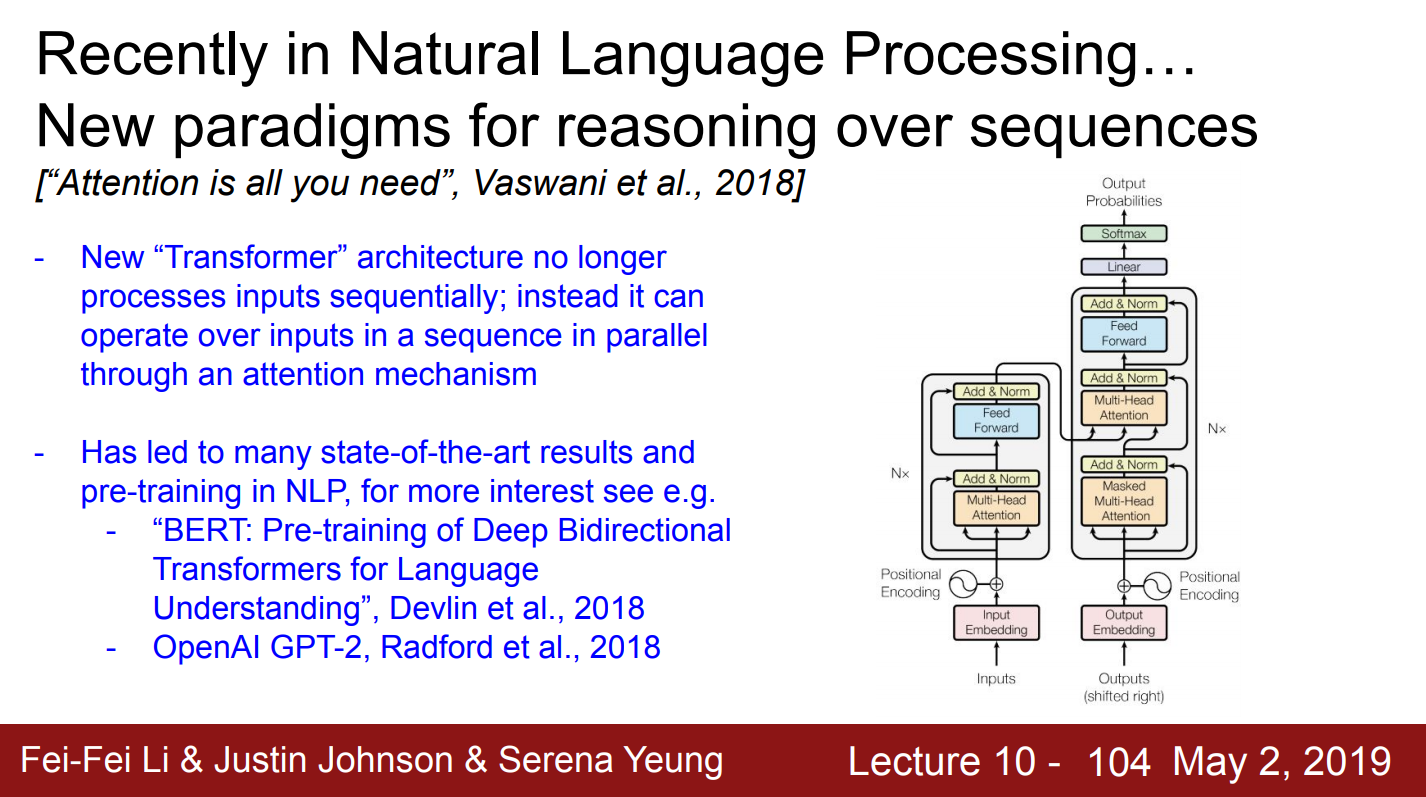 Recently in Natural Language Processing…
New paradigms for reasoning over sequences
[“Attention is all you need”, Vaswani et al., 2018]
- New “Transformer” architecture no longer
processes inputs sequentially; instead it can
operate over inputs in a sequence in parallel
through an attention mechanism
- Has led to many state-of-the-art results and
pre-training in NLP, for more interest see e.g.
- “BERT: Pre-training of Deep Bidirectional
Transformers for Language
Understanding”, Devlin et al., 2018
- OpenAI GPT-2, Radford et al., 2018
Output
Probabilities
Softmax
Linear
Add & Norm
Feed
Forward
Add & Norm
Multi-Head
Attention
Add & Norm
Masked
Multi-Head
Attention
N×
Add & Norm
Feed
Forward
Add & Norm
Multi-Head
Attention
N×
Positional
Encoding
Positional
Encoding
Input
Embedding
Output
Embedding
Inputs
Outputs
(shifted right)
Fei-Fei Li & Justin Johnson & Serena Yeung
Lecture 10 - 104 May 2, 2019